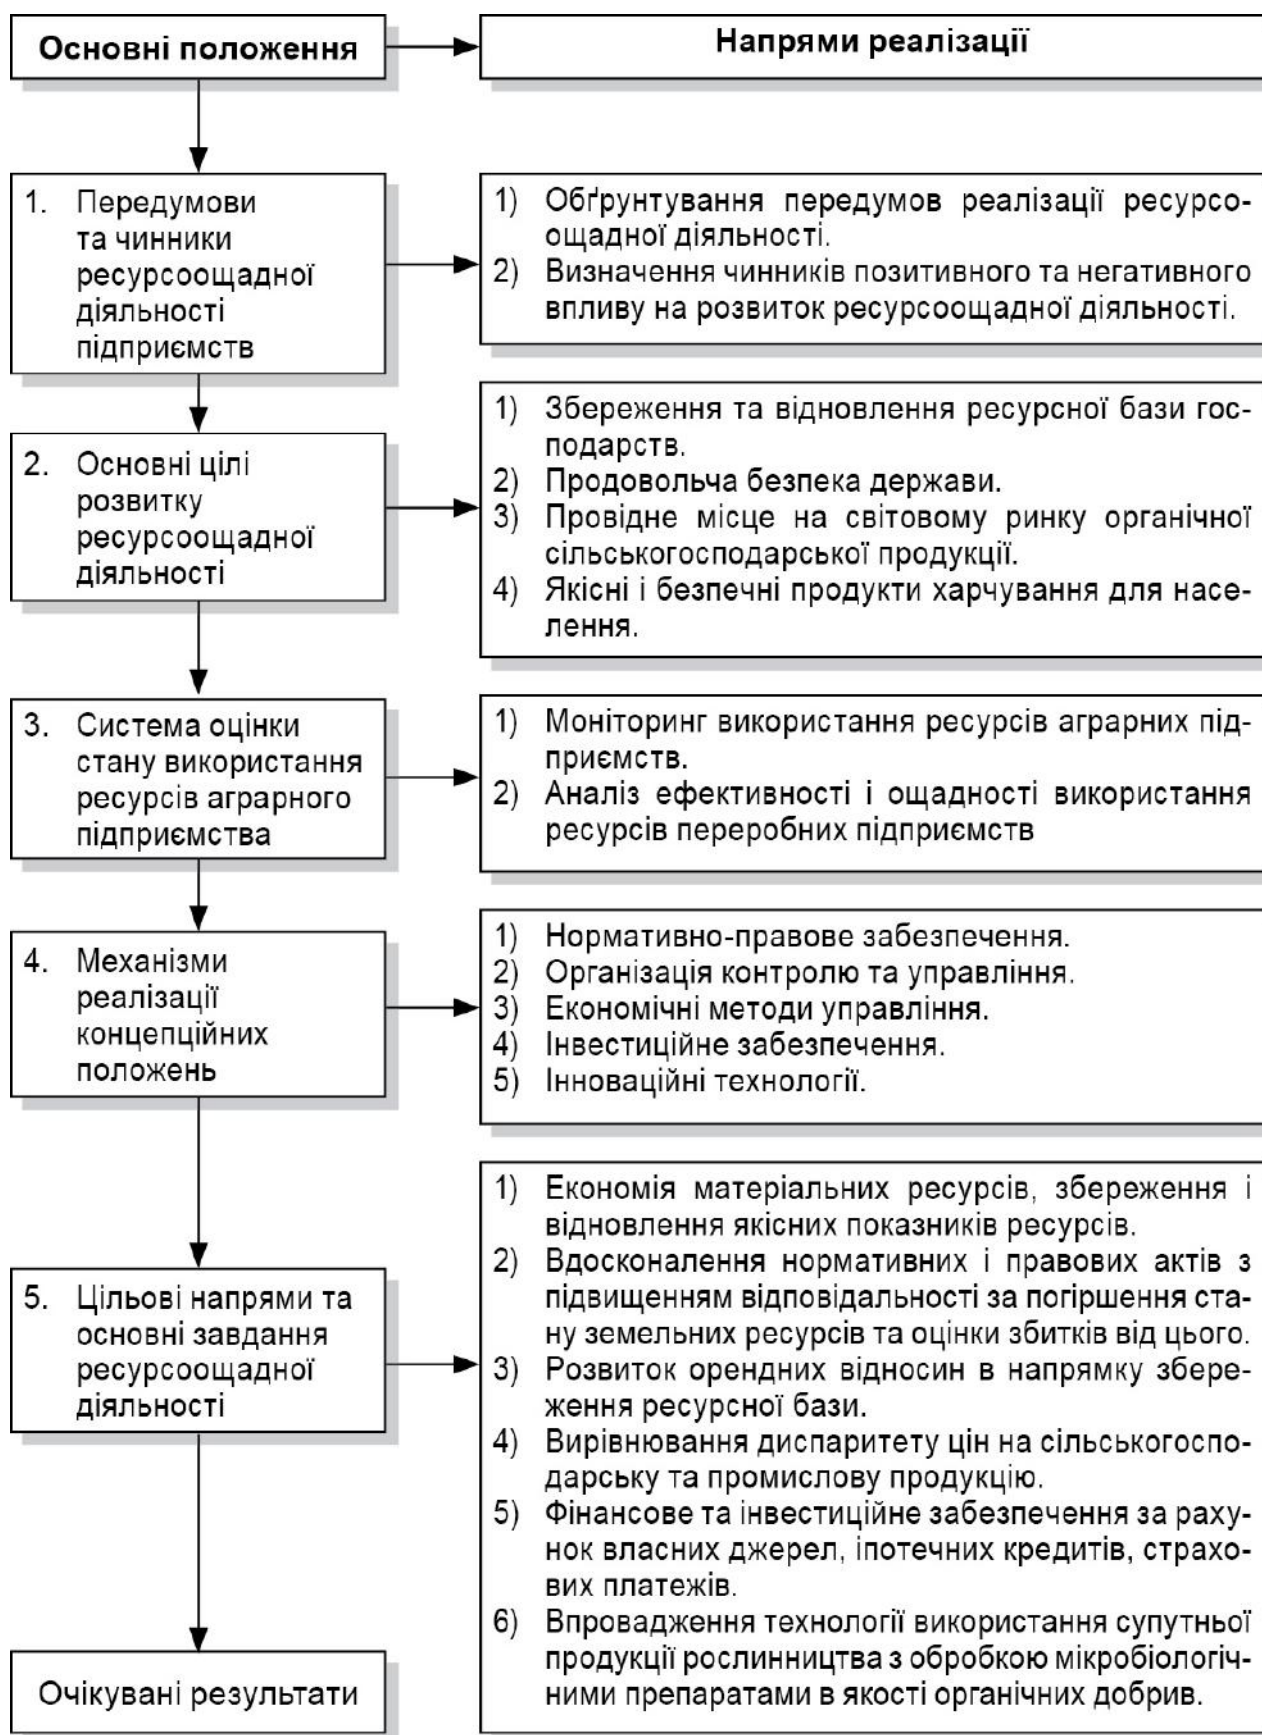 Основні положення
Напрями реалізації
1. Передумови
та чинники
ресурсоощадної
діяльності
підприємств
1) Обґрунтування передумов реалізації ресурсо-
ощадної діяльності.
2) Визначення чинників позитивного та негативного
впливу на розвиток ресурсоощадної діяльності.
2. Основні цілі
розвитку
ресурсоощадної
діяльності
1) Збереження та відновлення ресурсної бази гос-
подарств.
2) Продовольча безпека держави.
3) Провідне місце на світовому ринку органічної
сільськогосподарської продукції.
4) Якісні і безпечні продукти харчування для насе-
лення.
3. Система оцінки
стану використання
ресурсів аграрного
підприємства
1) Моніторинг використання ресурсів аграрних під-
приємств.
2) Аналіз ефективності і ощадності використання
ресурсів переробних підприємств
4. Механізми
реалізації
концепційних
положень
1) Нормативно-правове забезпечення.
2) Організація контролю та управління.
3) Економічні методи управління.
4) Інвестиційне забезпечення.
5) Інноваційні технології.
5. Цільові напрями та
основні завдання
ресурсоощадної
діяльності
1) Економія матеріальних ресурсів, збереження і
відновлення якісних показників ресурсів.
2) Вдосконалення нормативних і правових актів з
підвищенням відповідальності за погіршення ста-
ну земельних ресурсів та оцінки збитків від цього.
3) Розвиток орендних відносин в напрямку збере-
ження ресурсної бази.
4) Вирівнювання диспаритету цін на сільськогоспо-
дарську та промислову продукцію.
5) Фінансове та інвестиційне забезпечення за раху-
нок власних джерел, іпотечних кредитів, страхо-
вих платежів.
6) Впровадження технології використання супутньої
продукції рослинництва з обробкою мікробіологіч-
ними препаратами в якості органічних добрив.
Очікувані результати